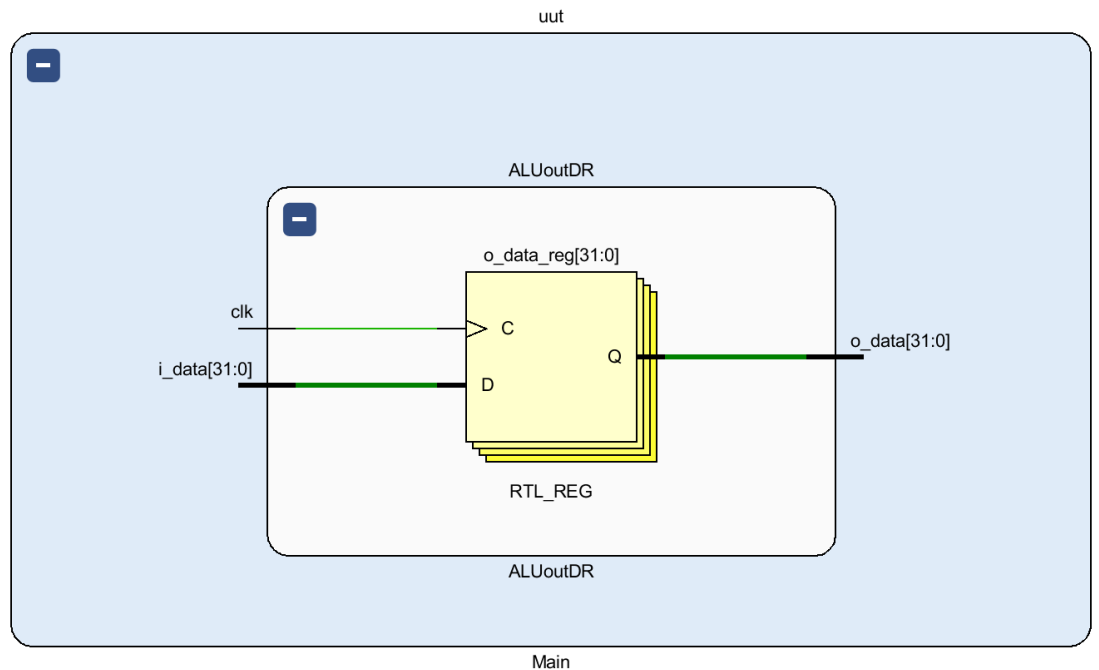 uut
ALUoutDR
o_data_reg[31:0]
clk
C
o_data[31:0]
Q
i_data[31:0]
D
RTL_REG
ALUoutDR
Main